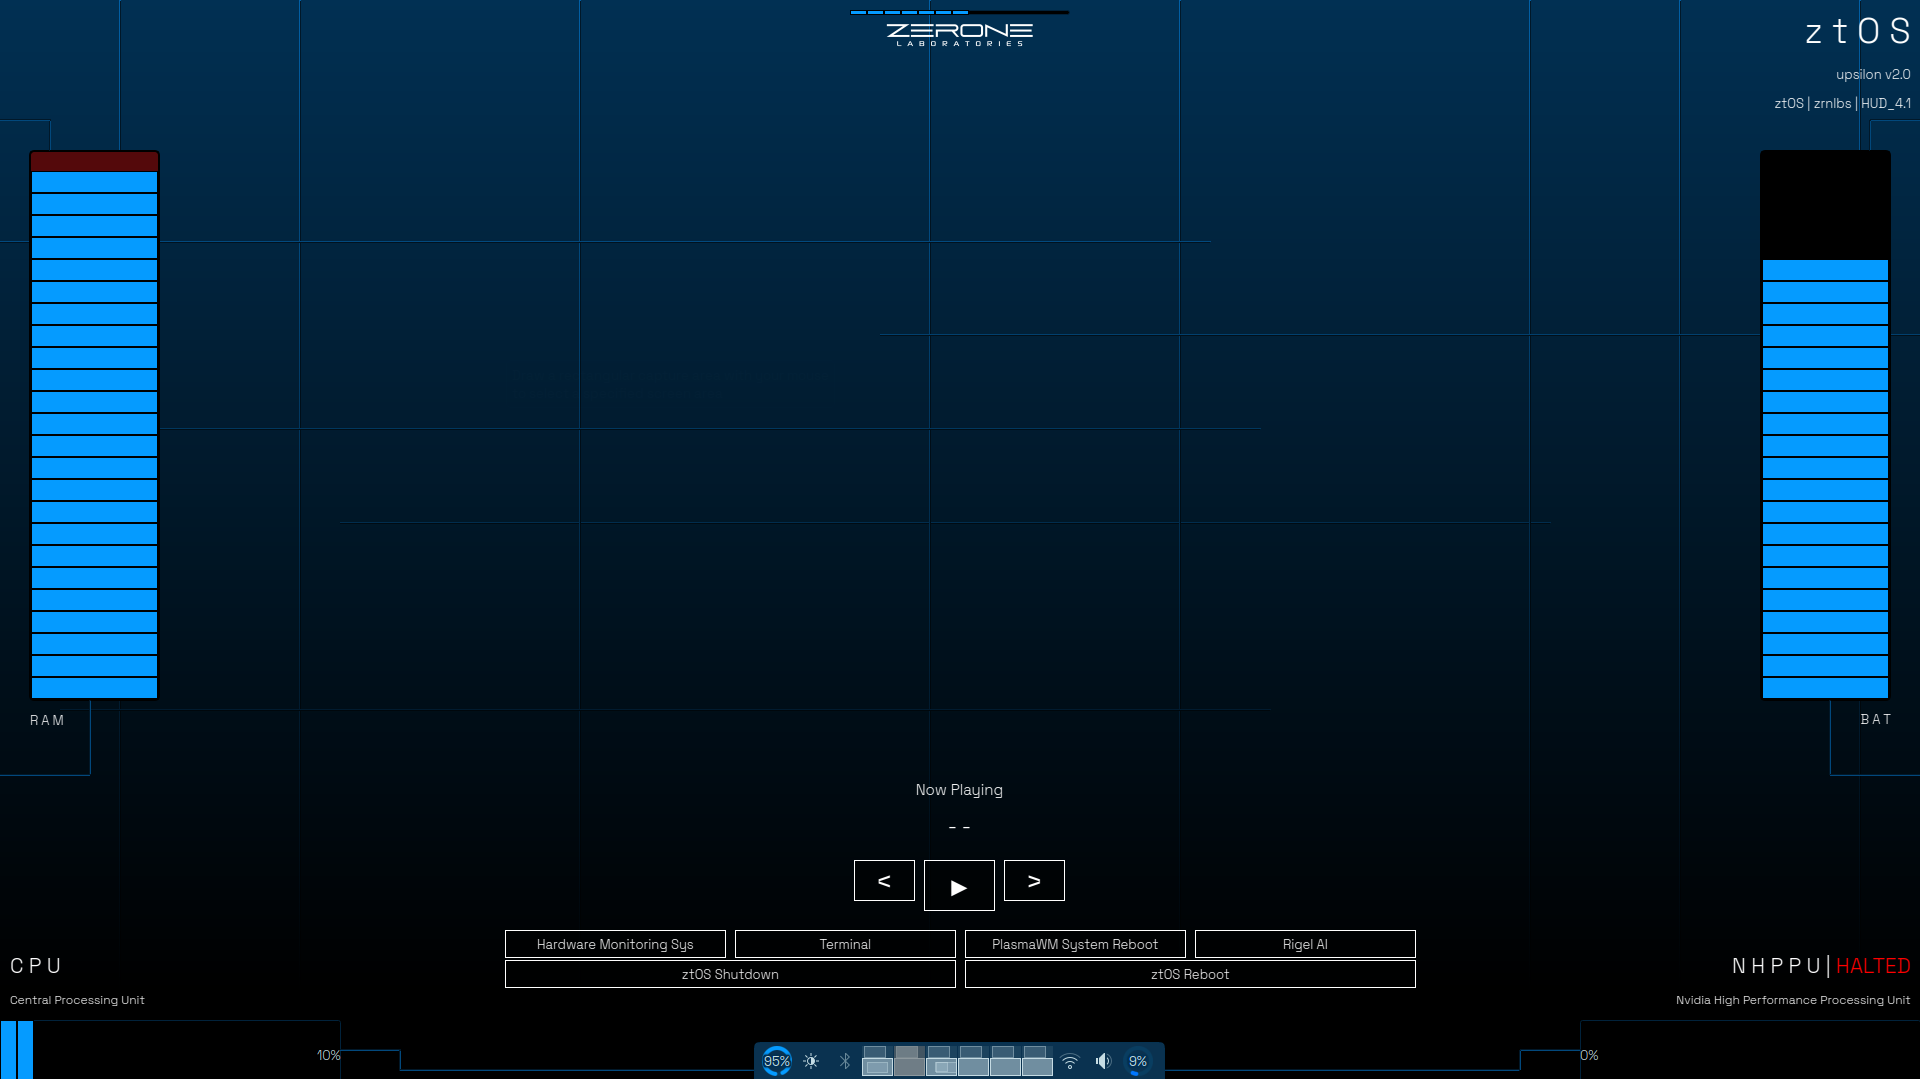 ZERONE
LABORATORIES
ztOS
upsilon v2.0
ztOS | zrnlbs | HUD_4.1
RAM
BAT
Now Playing
- -
< ▶ >
Hardware Monitoring Sys
Terminal
PlasmaWM System Reboot
Rigel AI
ztOS Shutdown
ztOS Reboot
CPU
Central Processing Unit
10%
NHPPU|HALTED
Nvidia High Performance Processing Unit
0%
95%
9%